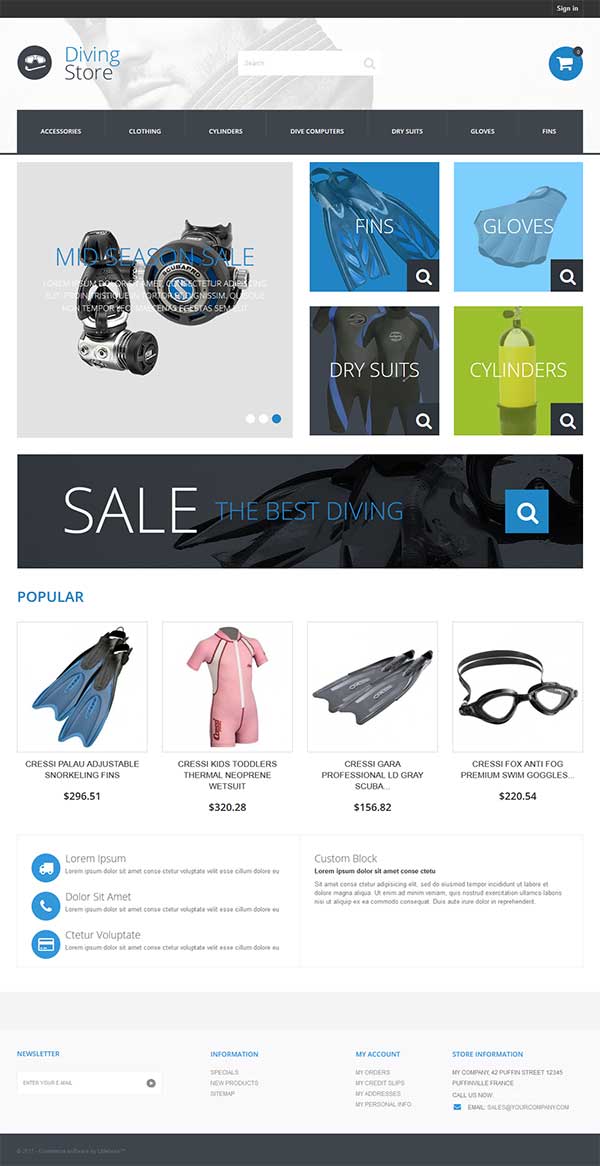 Sign in
Diving
Store
Search
0
ACCESSORIES
CLOTHING
CYLINDERS
DIVE COMPUTERS
DRY SUITS
GLOVES
FINS
MID SEASON SALE
LOREM IPSUM DOLOR SIT AMET, CONSECTETUR ADIPISCING
ELIT. PROIN TRISTIQUE IN TORTOR ET DIGNISSIM. QUISQUE
NON TEMPOR LEO. MAECENAS EGESTAS SEM ELIT
SCUBAPRO
S
FINS
GLOVES
DRY SUITS
CYLINDERS
SALE THE BEST DIVING
POPULAR
CRESSI PALAU ADJUSTABLE
SNORKELING FINS
$296.51
Cressi
CRESSI KIDS TODDLERS
THERMAL NEOPRENE
WETSUIT
$320.28
CRESSI GARA
PROFESSIONAL LD GRAY
SCUBA...
$156.82
CRESSI FOX ANTI FOG
PREMIUM SWIM GOGGLES...
$220.54
Lorem Ipsum
Lorem ipsum dolor sit amet conse ctetur voluptate velit esse cillum dolore eu
Dolor Sit Amet
Lorem ipsum dolor sit amet conse ctetur voluptate velit esse cillum dolore eu
Ctetur Voluptate
Lorem ipsum dolor sit amet conse ctetur voluptate velit esse cillum dolore eu
Custom Block
Lorem ipsum dolor sit amet conse ctetu
Sit amet conse ctetur adipisicing elit, sed do eiusmod tempor incididunt ut labore et
dolore magna aliqua. Ut enim ad minim veniam, quis nostrud exercitation ullamco laboris
nisi ut aliquip ex ea commodo consequat. Duis aute irure dolor in reprehenderit.
NEWSLETTER
ENTER YOUR E-MAIL
INFORMATION
SPECIALS
NEW PRODUCTS
SITEMAP
MY ACCOUNT
MY ORDERS
MY CREDIT SLIPS
MY ADDRESSES
MY PERSONAL INFO
STORE INFORMATION
MY COMPANY, 42 PUFFIN STREET 12345
PUFFINVILLE FRANCE
CALL US NOW:
EMAIL: SALES@YOURCOMPANY.COM
Ecommerce software by